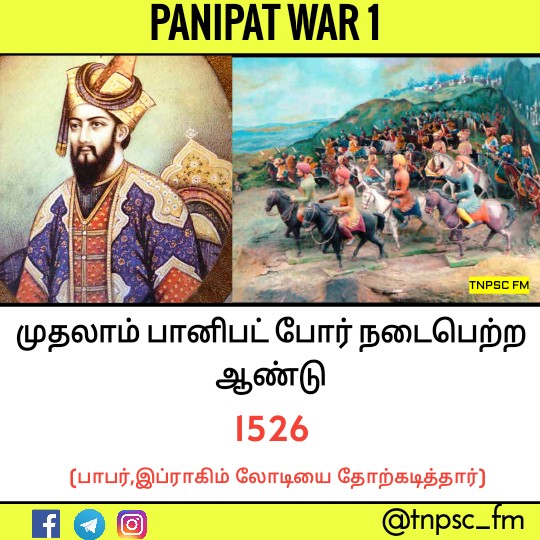 PANIPAT WAR 1
TNPSC FM
முதலாம் பானிபட் போர் நடைபெற்ற
ஆண்டு
1526
(பாபர்,இப்ராகிம் லோடியை தோற்கடித்தார்)
@tnpsc_fm